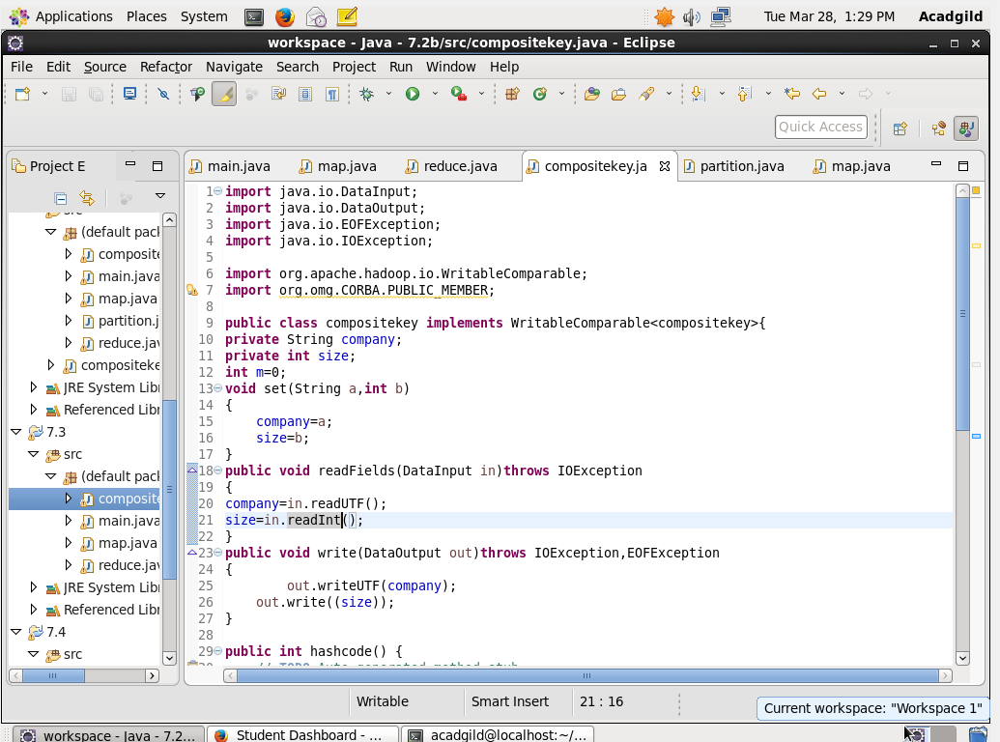 Applications Places System Tue Mar 28, 1:29 PM Acadgild
workspace - Java - 7.2b/src/compositekey.java - Eclipse
File Edit Source Refactor Navigate Search Project Run Window Help
Quick Access
Project E
main.java map.java reduce.java compositekey.ja partition.java map.java
src
(default pack
composite
main.java
map.java
partition.j
reduce.jav
compositeke
JRE System Libr
Referenced Libr
7.3
src
(default pack
composite
main.java
map.java
reduce.jav
JRE System Libr
Referenced Libr
7.4
src
1 import java.io.DataInput;
2 import java.io.DataOutput;
3 import java.io.EOFException;
4 import java.io.IOException;
5
6 import org.apache.hadoop.io.WritableComparable;
7 import org.omg.CORBA.PUBLIC_MEMBER;
8
9 public class compositekey implements WritableComparable<compositekey>{
10 private String company;
11 private int size;
12 int m=0;
13 void set(String a,int b)
14 {
15 company=a;
16 size=b;
17 }
18 public void readFields(DataInput in)throws IOException
19 {
20 company=in.readUTF();
21 size=in.readInt();
22 }
23 public void write(DataOutput out)throws IOException,EOFException
24 {
25 out.writeUTF(company);
26 out.write((size));
27 }
28
29 public int hashcode() {
30 // TODO Auto-generated method stub
Writable Smart Insert 21 : 16
Current workspace: "Workspace 1"
workspace - Java - 7.2... Student Dashboard - ... acadgild@localhost:~/...